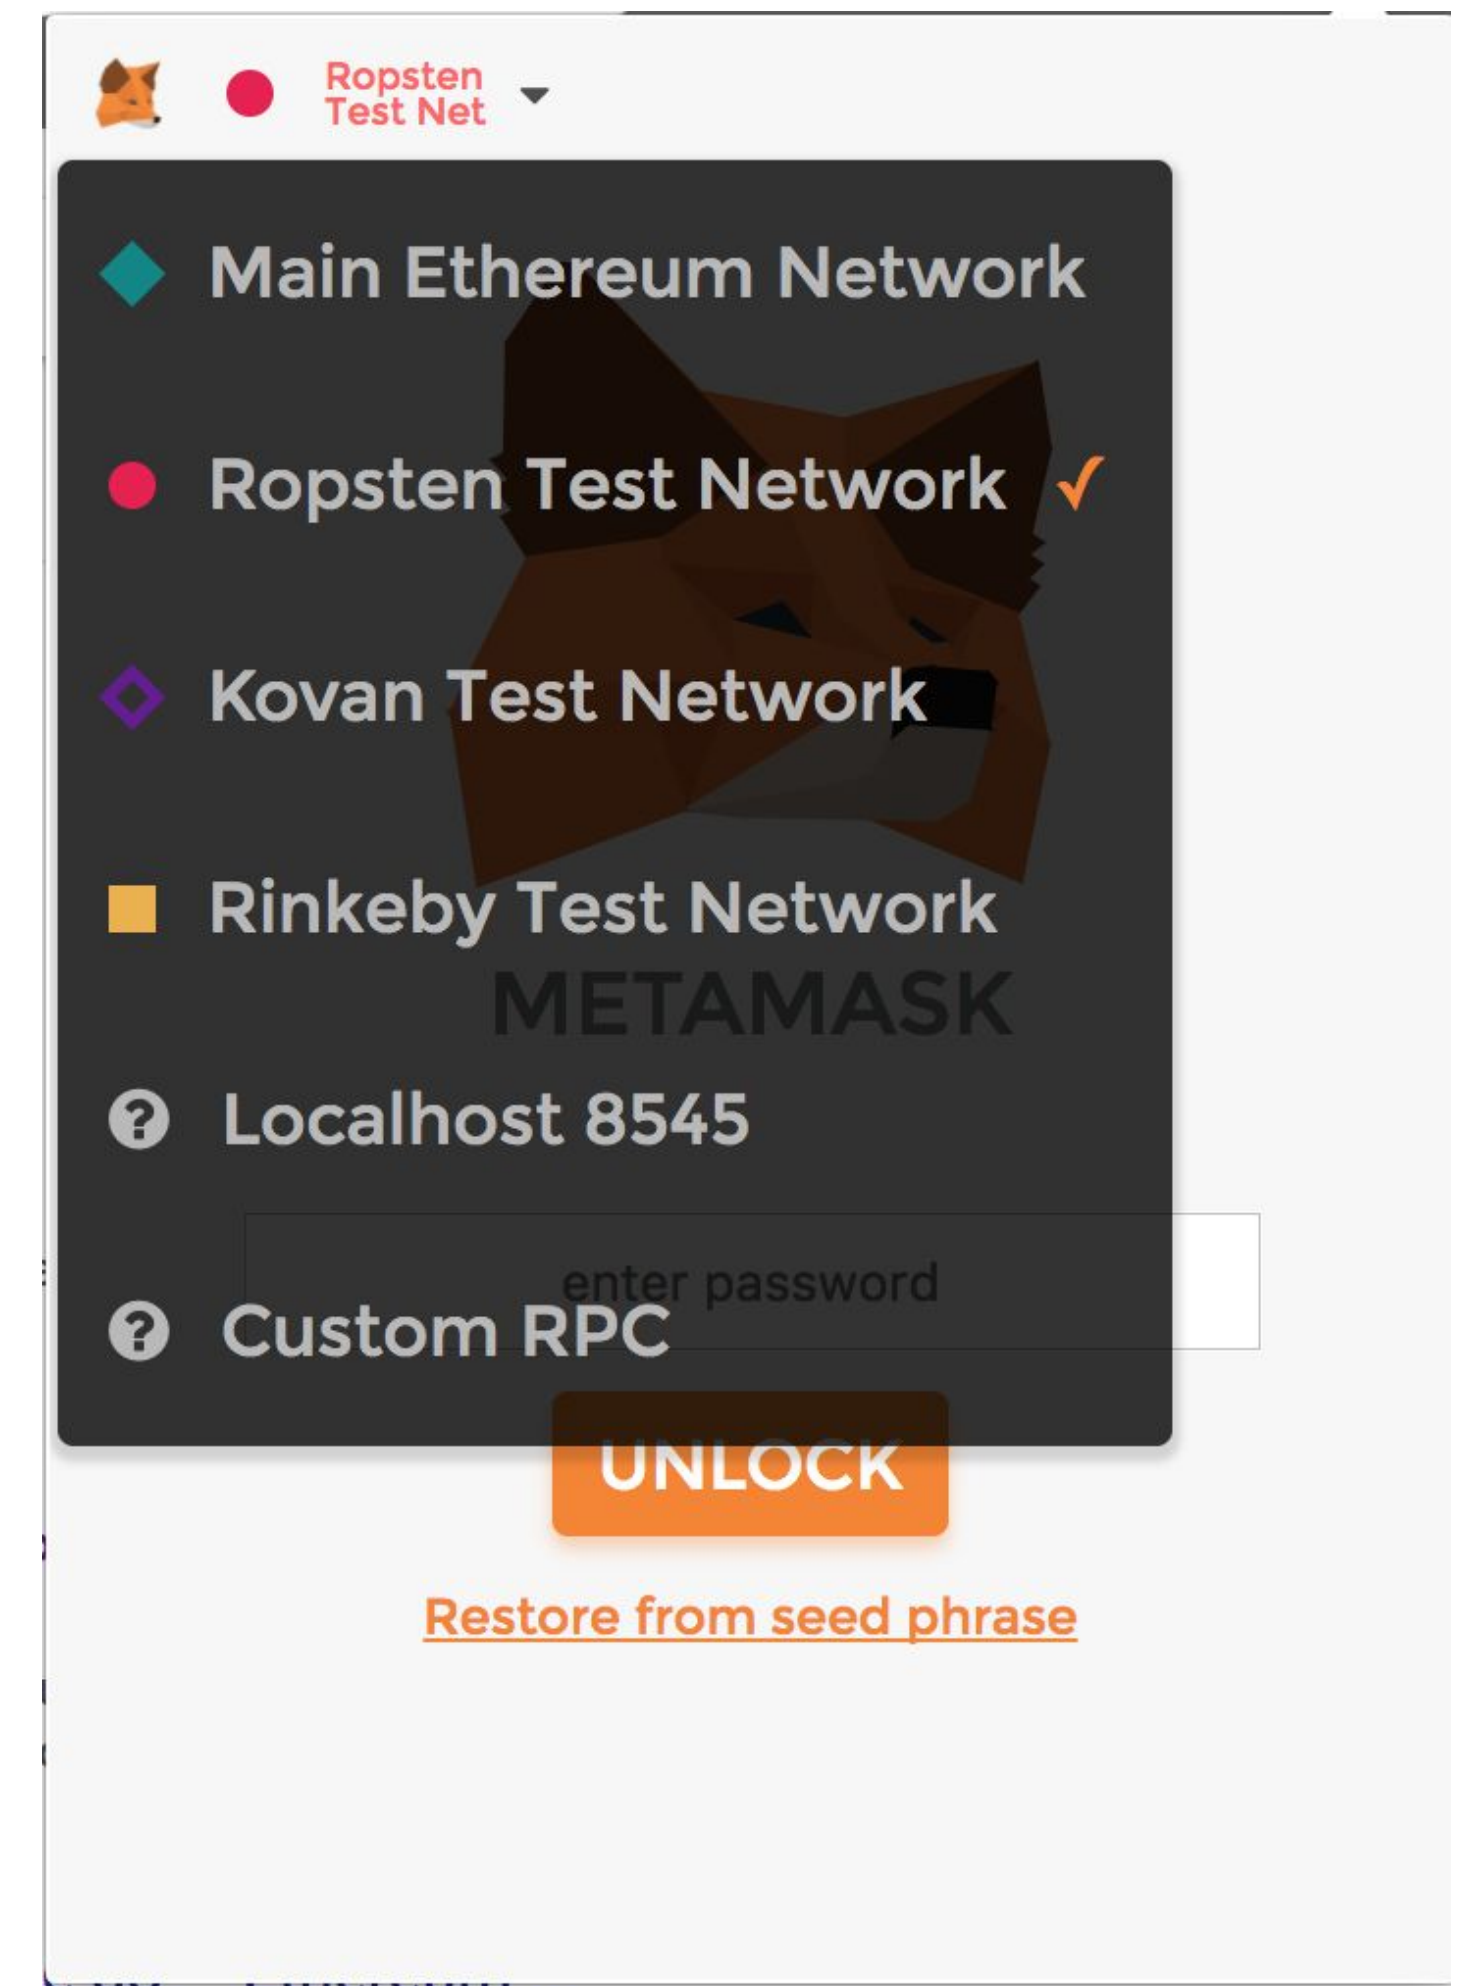 Ropsten
Test Net
Main Ethereum Network
Ropsten Test Network
Kovan Test Network
Rinkeby Test Network
METAMASK
? Localhost 8545
enter password
? Custom RPC
UNLOCK
Restore from seed phrase